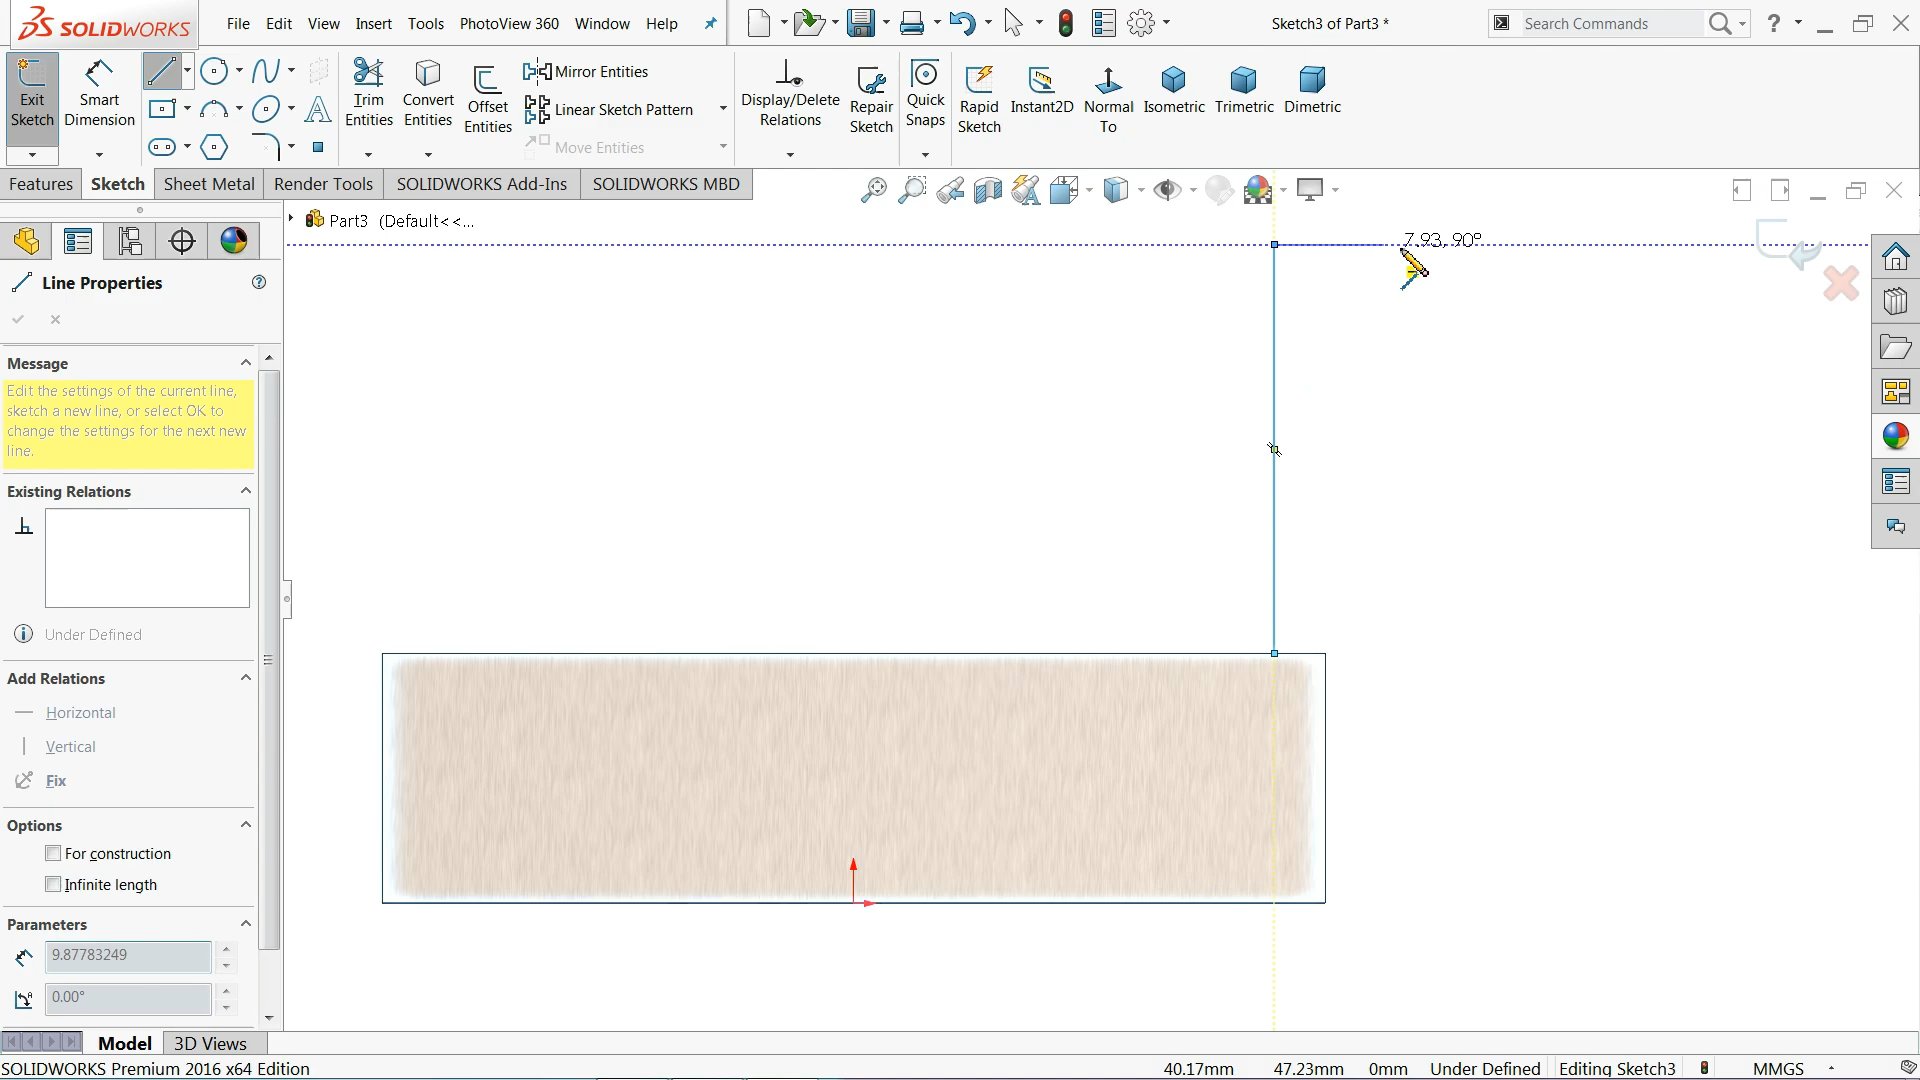 SOLIDWORKS
File Edit View Insert Tools PhotoView 360 Window Help
Sketch3 of Part3 *
Search Commands
?
Exit Sketch
Smart Dimension
Trim Entities
Convert Entities
Offset Entities
Mirror Entities
Linear Sketch Pattern
Move Entities
Display/Delete Relations
Repair Sketch
Quick Snaps
Rapid Sketch
Instant2D
Normal To
Isometric
Trimetric
Dimetric
Features Sketch Sheet Metal Render Tools SOLIDWORKS Add-Ins SOLIDWORKS MBD
Part3 (Default<<...
7.93, 90°
Line Properties
?
Message
Edit the settings of the current line,
sketch a new line, or select OK to
change the settings for the next new
line.
Existing Relations
Under Defined
Add Relations
Horizontal
Vertical
Fix
Options
For construction
Infinite length
Parameters
9.87783249
0.00°
Model 3D Views
SOLIDWORKS Premium 2016 x64 Edition
40.17mm 47.23mm 0mm Under Defined Editing Sketch3 MMGS